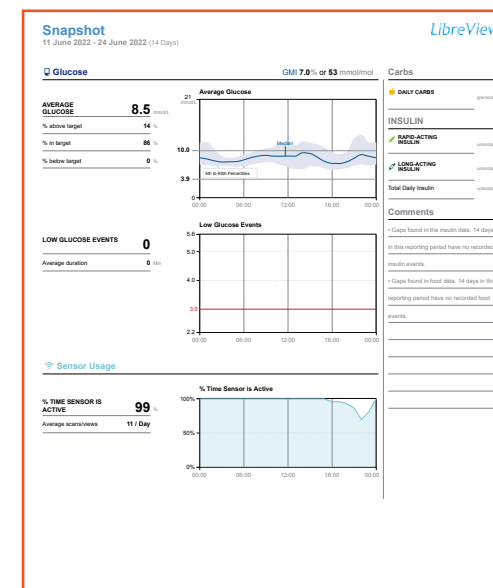 Snapshot
LibreView
11 June 2022 - 24 June 2022 (14 Days)
Glucose
GMI 7.0% or 53 mmol/mol
AVERAGE
GLUCOSE
8.5 mmol/L
% above target 14 %
% in target 86 %
% below target 0 %
Average Glucose
21
mmol/L
10.0
3.9
0
Median
5th to 95th Percentiles
00:00 06:00 12:00 18:00 00:00
LOW GLUCOSE EVENTS 0
Average duration 0 Min
Low Glucose Events
5.6
5.0
4.0
3.0
2.2
00:00 06:00 12:00 18:00 00:00
Sensor Usage
% TIME SENSOR IS
ACTIVE
99 %
Average scans/views 11 / Day
% Time Sensor is Active
100%
50%
0%
00:00 06:00 12:00 18:00 00:00
Carbs
DAILY CARBS
INSULIN
RAPID-ACTING
INSULIN
LONG-ACTING
INSULIN
Total Daily Insulin
Comments
• Gaps found in the insulin data. 14 days
in this reporting period have no recorded
insulin events.
• Gaps found in food data. 14 days in this
reporting period have no recorded food
events.